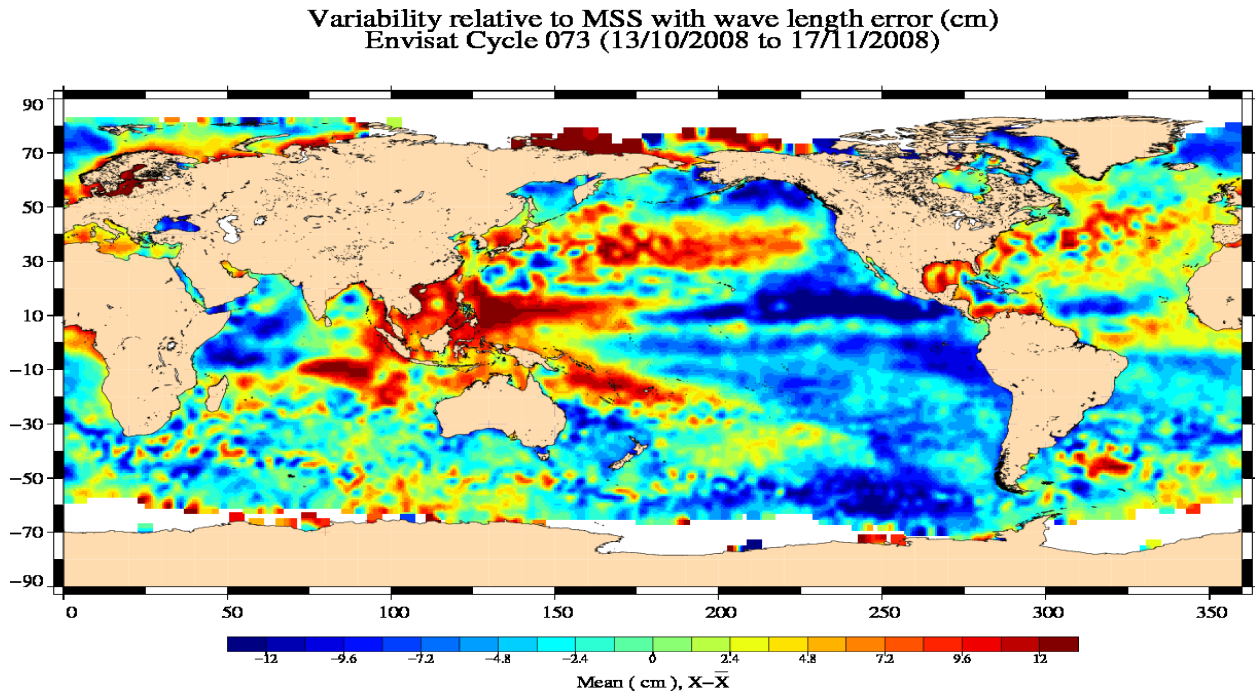 Variability relative to MSS with wave length error (cm)
Envisat Cycle 073 (13/10/2008 to 17/11/2008)
90
70
50
30
10
−10
−30
−50
−70
−90
0 50 100 150 200 250 300 350
−12 −9.6 −7.2 −4.8 −2.4 0 2.4 4.8 7.2 9.6 12
Mean ( cm ), X−X̅